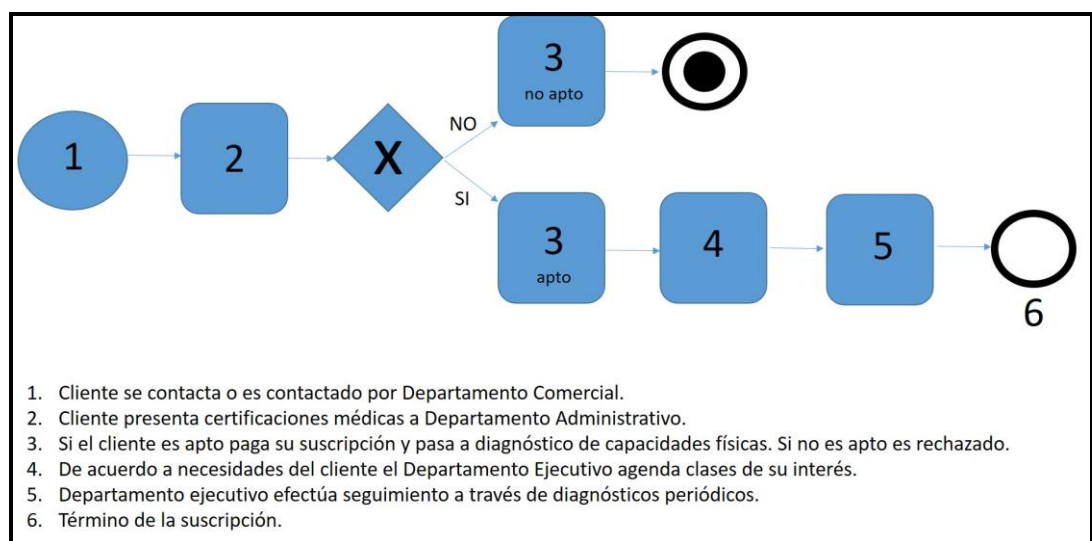 3
no apto
NO
1
2
X
SI
3
apto
4
5
6
1. Cliente se contacta o es contactado por Departamento Comercial.
2. Cliente presenta certificaciones médicas a Departamento Administrativo.
3. Si el cliente es apto paga su suscripción y pasa a diagnóstico de capacidades físicas. Si no es apto es rechazado.
4. De acuerdo a necesidades del cliente el Departamento Ejecutivo agenda clases de su interés.
5. Departamento ejecutivo efectúa seguimiento a través de diagnósticos periódicos.
6. Término de la suscripción.